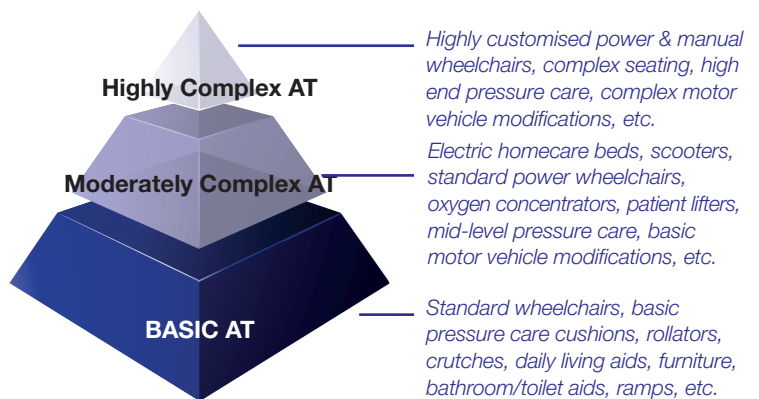 Highly Complex AT
Highly customised power & manual
wheelchairs, complex seating, high
end pressure care, complex motor
vehicle modifications, etc.
Moderately Complex AT
Electric homecare beds, scooters,
standard power wheelchairs,
oxygen concentrators, patient lifters,
mid-level pressure care, basic
motor vehicle modifications, etc.
BASIC AT
Standard wheelchairs, basic
pressure care cushions, rollators,
crutches, daily living aids, furniture,
bathroom/toilet aids, ramps, etc.